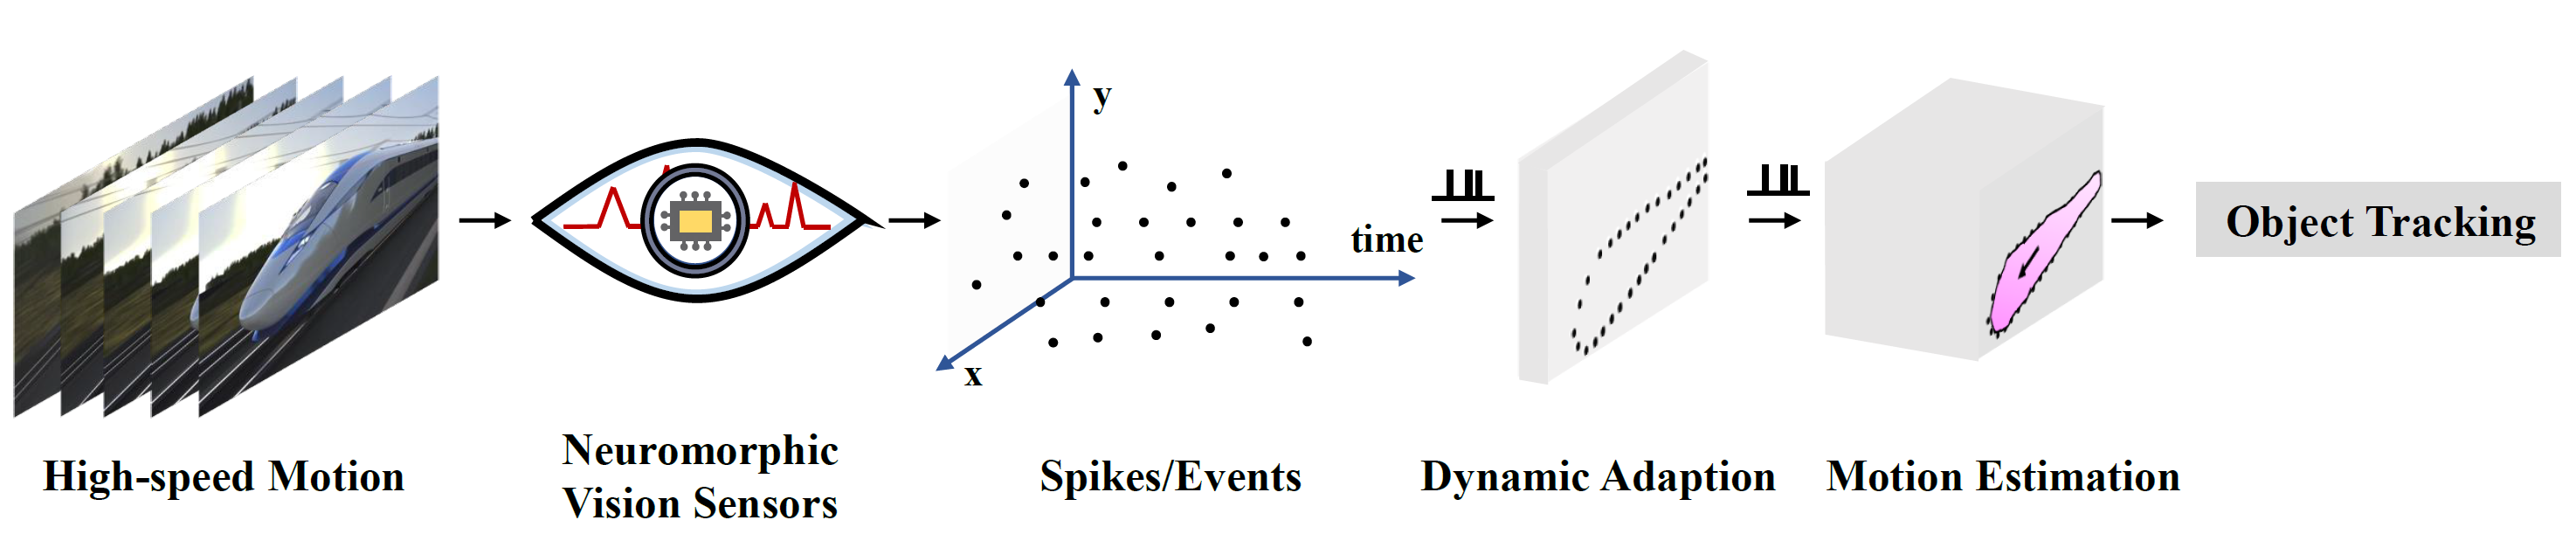 y
time
x
Object Tracking
High-speed Motion
Neuromorphic
Vision Sensors
Spikes/Events
Dynamic Adaption
Motion Estimation